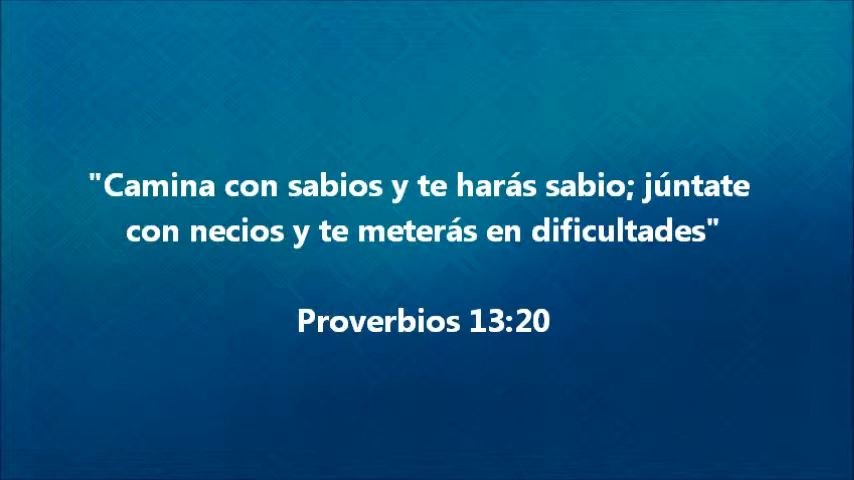 "Camina con sabios y te harás sabio; júntate
con necios y te meterás en dificultades"
Proverbios 13:20